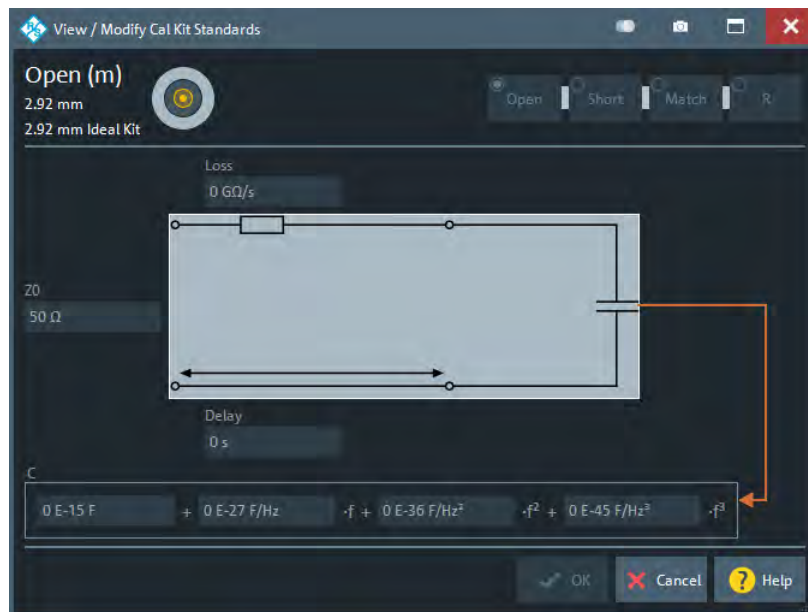 View / Modify Cal Kit Standards
Open (m)
2.92 mm
2.92 mm Ideal Kit
Open Short Match R
Loss
0 GΩ/s
Z0
50 Ω
Delay
0 s
C
0 E-15 F + 0 E-27 F/Hz ·f + 0 E-36 F/Hz² ·f² + 0 E-45 F/Hz³ ·f³
OK Cancel ? Help